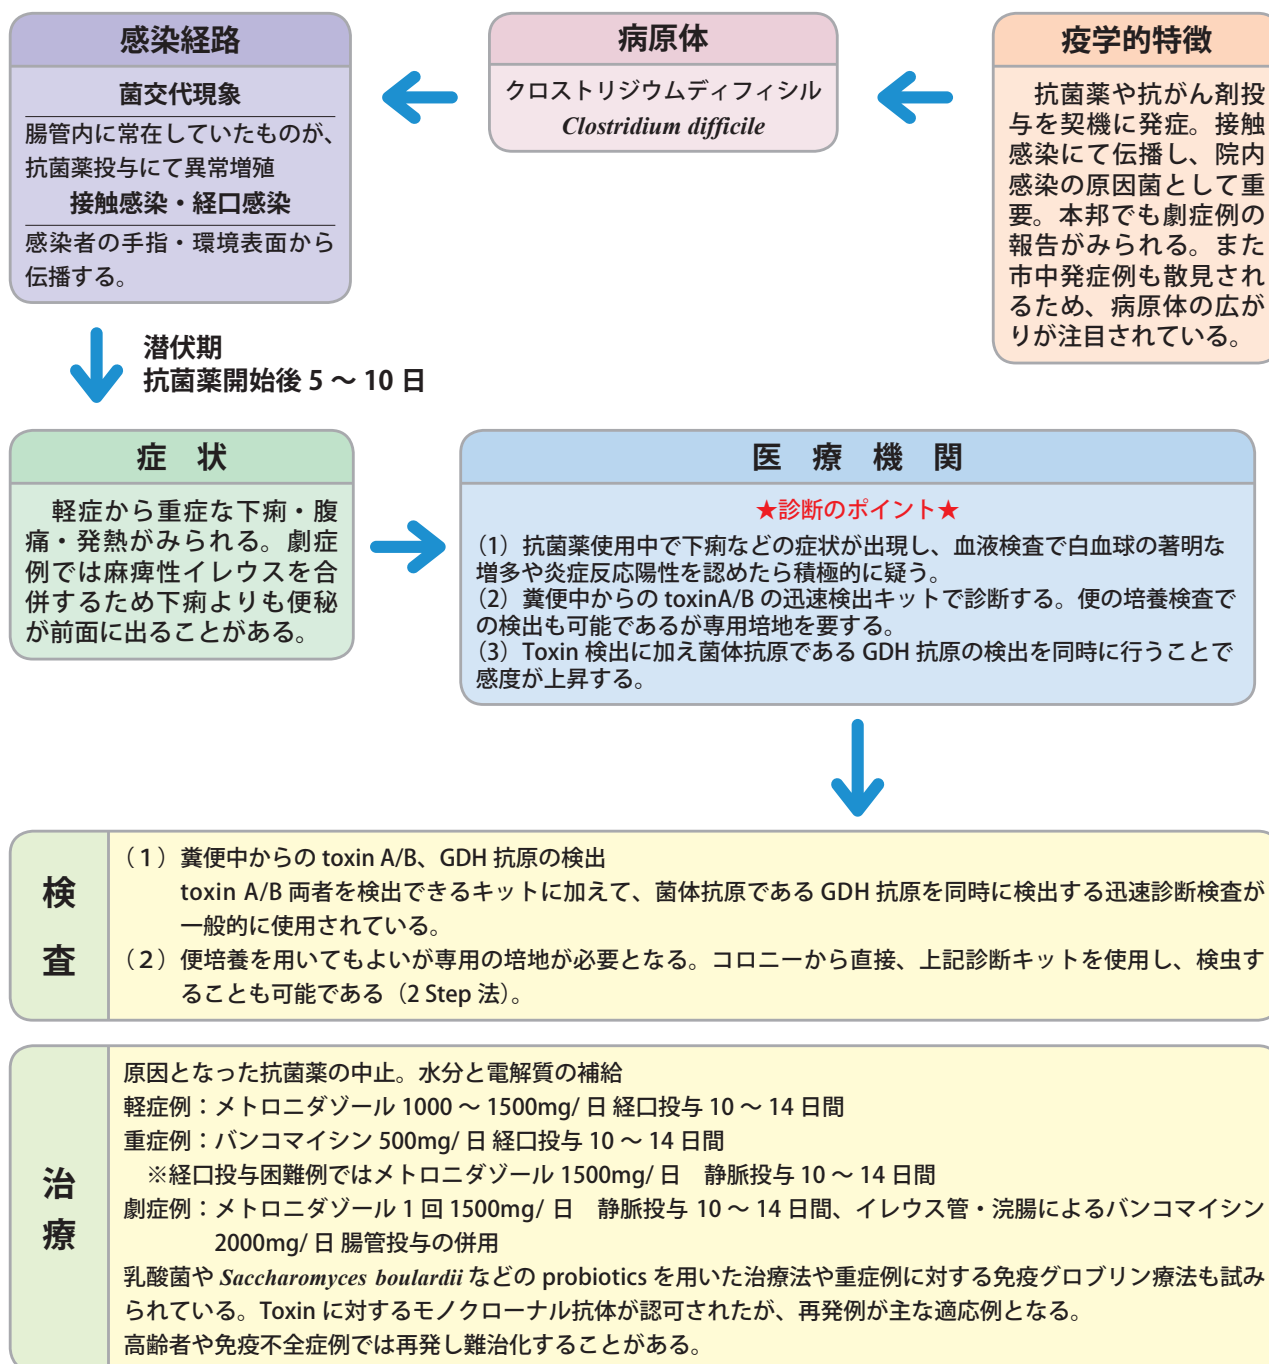 感染経路
菌交代現象
腸管内に常在していたものが、
抗菌薬投与にて異常増殖
接触感染・経口感染
感染者の手指・環境表面から
伝播する。
病原体
クロストリジウムディフィシル
Clostridium difficile
疫学的特徴
抗菌薬や抗がん剤投
与を契機に発症。接触
感染にて伝播し、院内
感染の原因菌として重
要。本邦でも劇症例の
報告がみられる。また
市中発症例も散見され
るため、病原体の広が
りが注目されている。
潜伏期
抗菌薬開始後 5 ～ 10 日
症 状
軽症から重症な下痢・腹
痛・発熱がみられる。劇症
例では麻痺性イレウスを合
併するため下痢よりも便秘
が前面に出ることがある。
医 療 機 関
★診断のポイント★
（1）抗菌薬使用中で下痢などの症状が出現し、血液検査で白血球の著明な
増多や炎症反応陽性を認めたら積極的に疑う。
（2）糞便中からの toxinA/B の迅速検出キットで診断する。便の培養検査で
の検出も可能であるが専用培地を要する。
（3）Toxin 検出に加え菌体抗原である GDH 抗原の検出を同時に行うことで
感度が上昇する。
検査
（１）糞便中からの toxin A/B、GDH 抗原の検出
toxin A/B 両者を検出できるキットに加えて、菌体抗原である GDH 抗原を同時に検出する迅速診断検査が
一般的に使用されている。
（２）便培養を用いてもよいが専用の培地が必要となる。コロニーから直接、上記診断キットを使用し、検虫す
ることも可能である（2 Step 法）。
治療
原因となった抗菌薬の中止。水分と電解質の補給
軽症例：メトロニダゾール 1000 ～ 1500mg/ 日 経口投与 10 ～ 14 日間
重症例：バンコマイシン 500mg/ 日 経口投与 10 ～ 14 日間
※経口投与困難例ではメトロニダゾール 1500mg/ 日　静脈投与 10 ～ 14 日間
劇症例：メトロニダゾール 1 回 1500mg/ 日　静脈投与 10 ～ 14 日間、イレウス管・浣腸によるバンコマイシン
2000mg/ 日 腸管投与の併用
乳酸菌や Saccharomyces boulardii などの probiotics を用いた治療法や重症例に対する免疫グロブリン療法も試み
られている。Toxin に対するモノクローナル抗体が認可されたが、再発例が主な適応例となる。
高齢者や免疫不全症例では再発し難治化することがある。